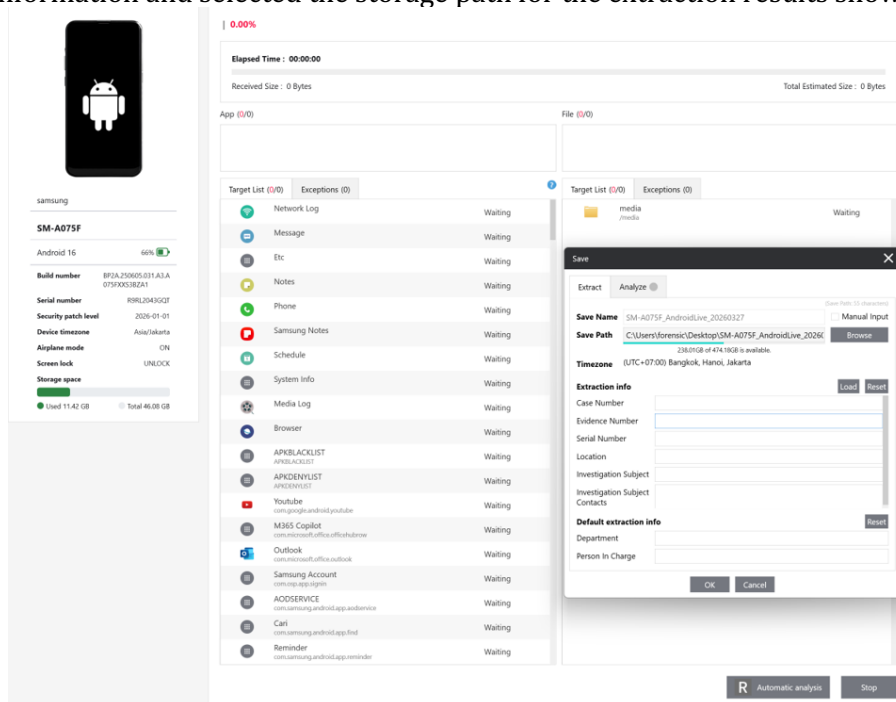 nformation and selected the storage path for the extraction results show
0.00%
Elapsed Time : 00:00:00
Received Size : 0 Bytes
Total Estimated Size : 0 Bytes
App (0/0)
File (0/0)
samsung
SM-A075F
Android 16
66%
Build number
BP2A.250605.031.A3.A
075FXXS3BZA1
Serial number
R9RL2043GQT
Security patch level
2026-01-01
Device timezone
Asia/Jakarta
Airplane mode
ON
Screen lock
UNLOCK
Storage space
Used 11.42 GB
Total 46.08 GB
Target List (0/0)
Exceptions (0)
?
Network Log
Waiting
Message
Waiting
Etc
Waiting
Notes
Waiting
Phone
Waiting
Samsung Notes
Waiting
Schedule
Waiting
System Info
Waiting
Media Log
Waiting
Browser
Waiting
APKBLACKLIST
APKBLACKLIST
Waiting
APKDENYLIST
APKDENYLIST
Waiting
Youtube
com.google.android.youtube
Waiting
M365 Copilot
com.microsoft.office.officehubrow
Waiting
Outlook
com.microsoft.office.outlook
Waiting
Samsung Account
com.osp.app.signin
Waiting
AODSERVICE
com.samsung.android.app.aodservice
Waiting
Cari
com.samsung.android.app.find
Waiting
Reminder
com.samsung.android.app.reminder
Waiting
Target List (0/0)
Exceptions (0)
media
/media
Waiting
Save
Extract
Analyze
(Save Path: 53 characters)
Save Name
SM-A075F_AndroidLive_20260327
Manual Input
Save Path
C:\Users\forensic\Desktop\SM-A075F_AndroidLive_2026(
Browse
238.01GB of 474.18GB is available.
Timezone
(UTC+07:00) Bangkok, Hanoi, Jakarta
Extraction info
Load
Reset
Case Number
Evidence Number
Serial Number
Location
Investigation Subject
Investigation Subject
Contacts
Default extraction info
Reset
Department
Person In Charge
OK
Cancel
R
Automatic analysis
Stop